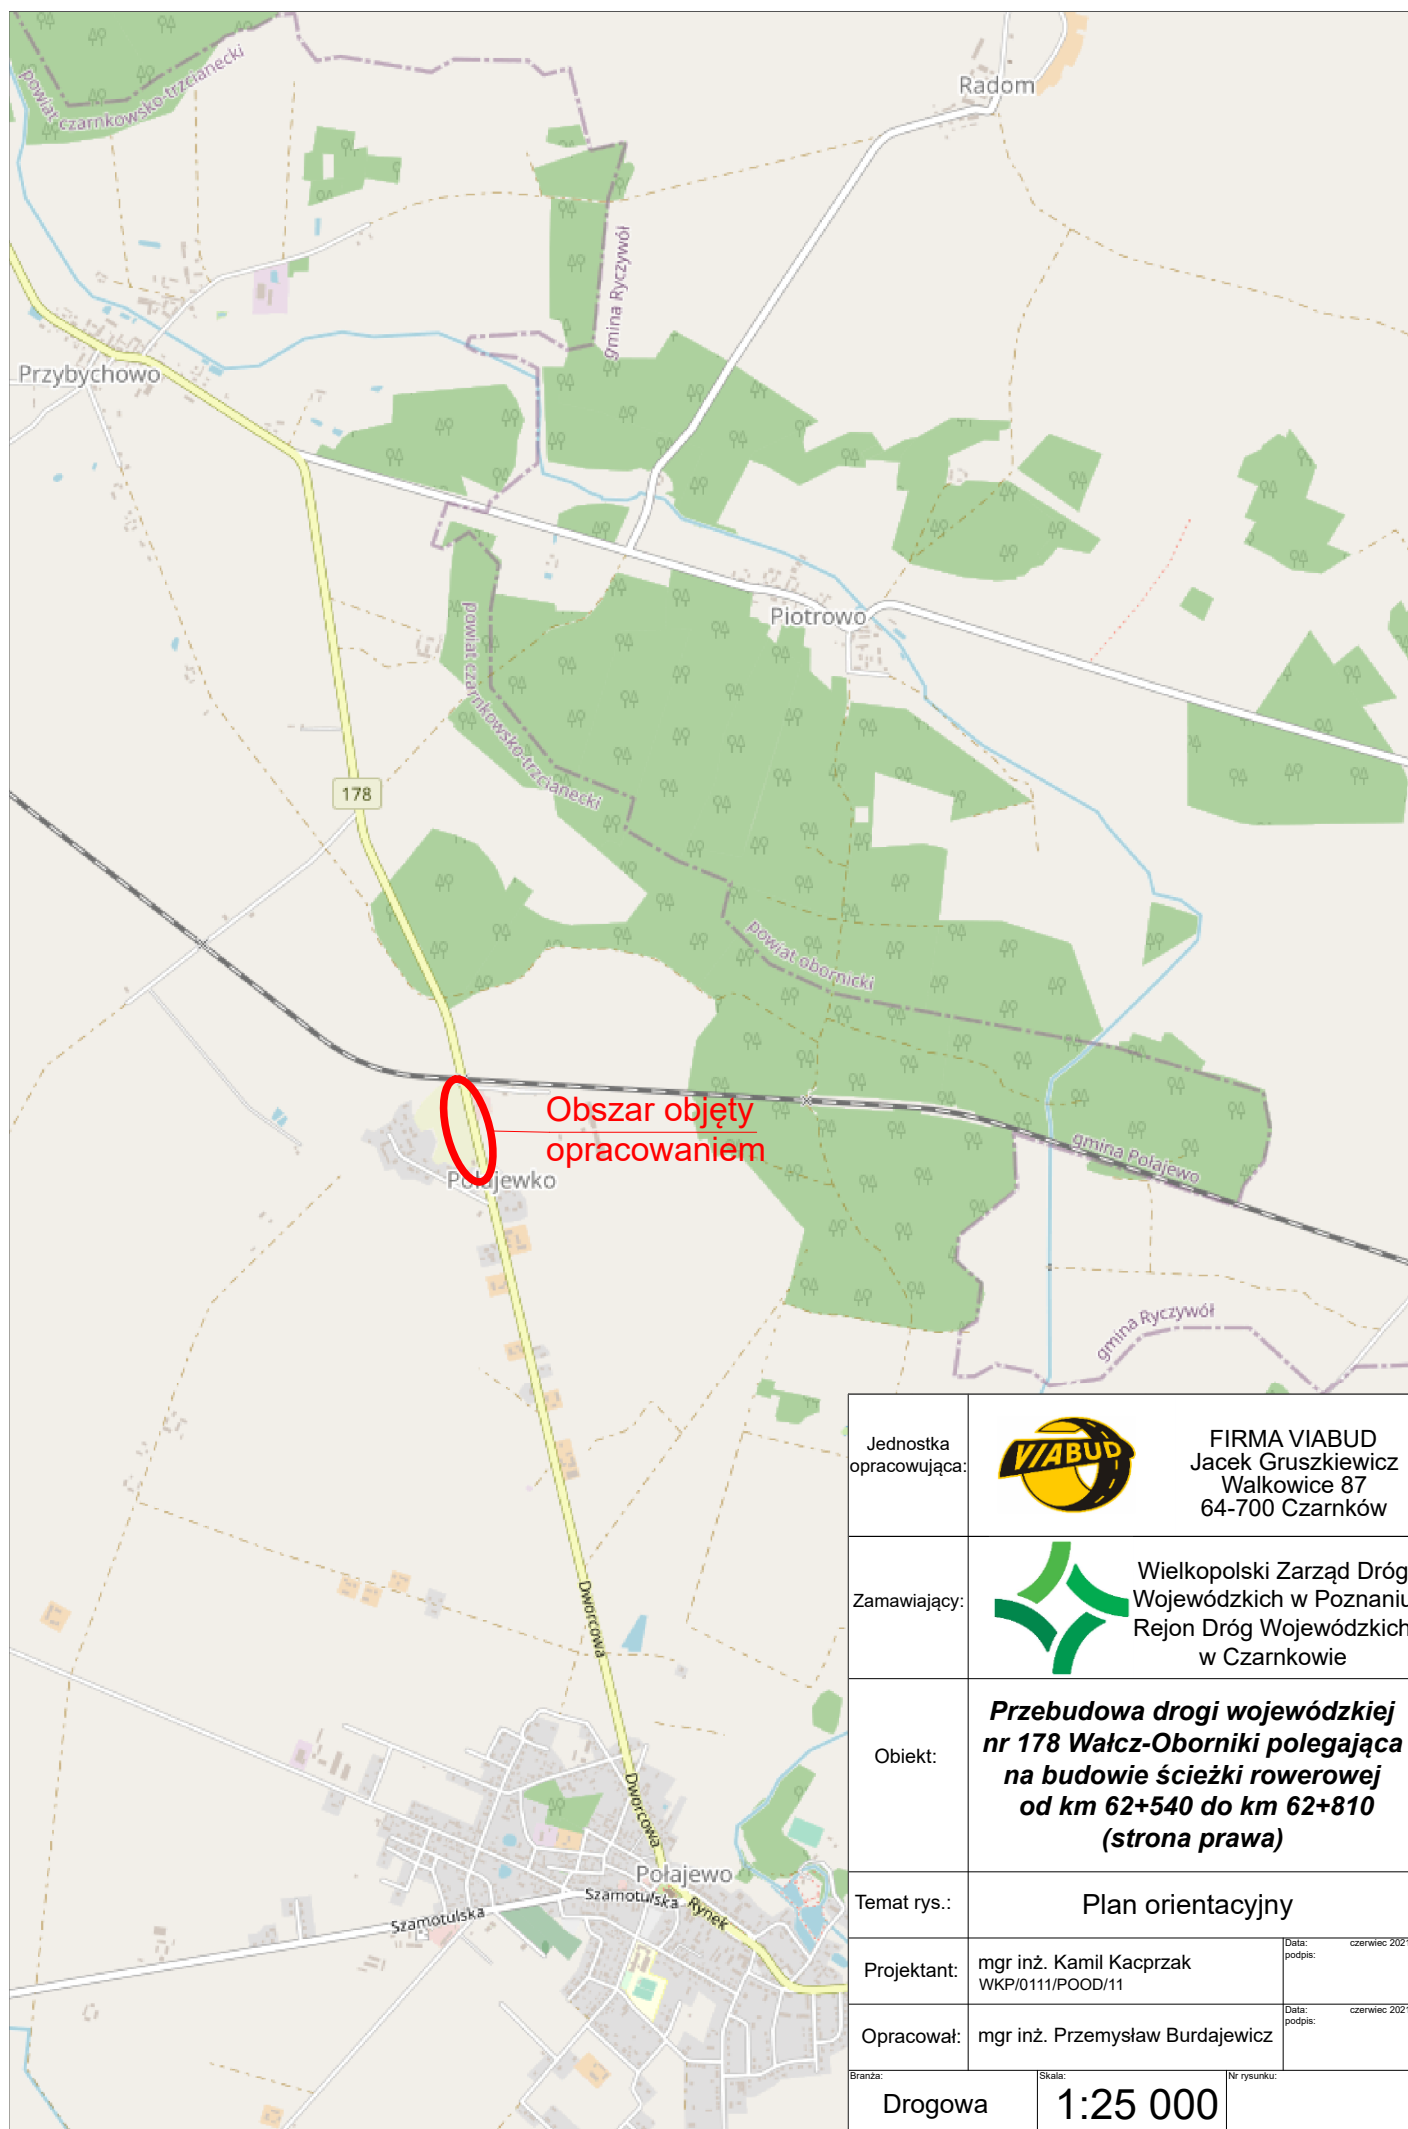 powiat czarnkowsko-trzcianecki
Radom
gmina Ryczywół
Przybychowo
Piotrowo
powiat czarnkowsko-trzcianecki
178
powiat obornicki
Obszar objęty
opracowaniem
gmina Połajewo
Połajewko
gmina Ryczywół
Dworcowa
Dworcowa
Połajewo
Szamotulska
Rynek
Szamotulska
Jednostka
opracowująca:
VIABUD
FIRMA VIABUD
Jacek Gruszkiewicz
Walkowice 87
64-700 Czarnków
Zamawiający:
Wielkopolski Zarząd Dróg
Wojewódzkich w Poznaniu
Rejon Dróg Wojewódzkich
w Czarnkowie
Obiekt:
Przebudowa drogi wojewódzkiej
nr 178 Wałcz-Oborniki polegająca
na budowie ścieżki rowerowej
od km 62+540 do km 62+810
(strona prawa)
Temat rys.:
Plan orientacyjny
Projektant:
mgr inż. Kamil Kacprzak
WKP/0111/POOD/11
Data: czerwiec 2021
podpis:
Opracował:
mgr inż. Przemysław Burdajewicz
Data: czerwiec 2021
podpis:
Branża:
Drogowa
Skala:
1:25 000
Nr rysunku: